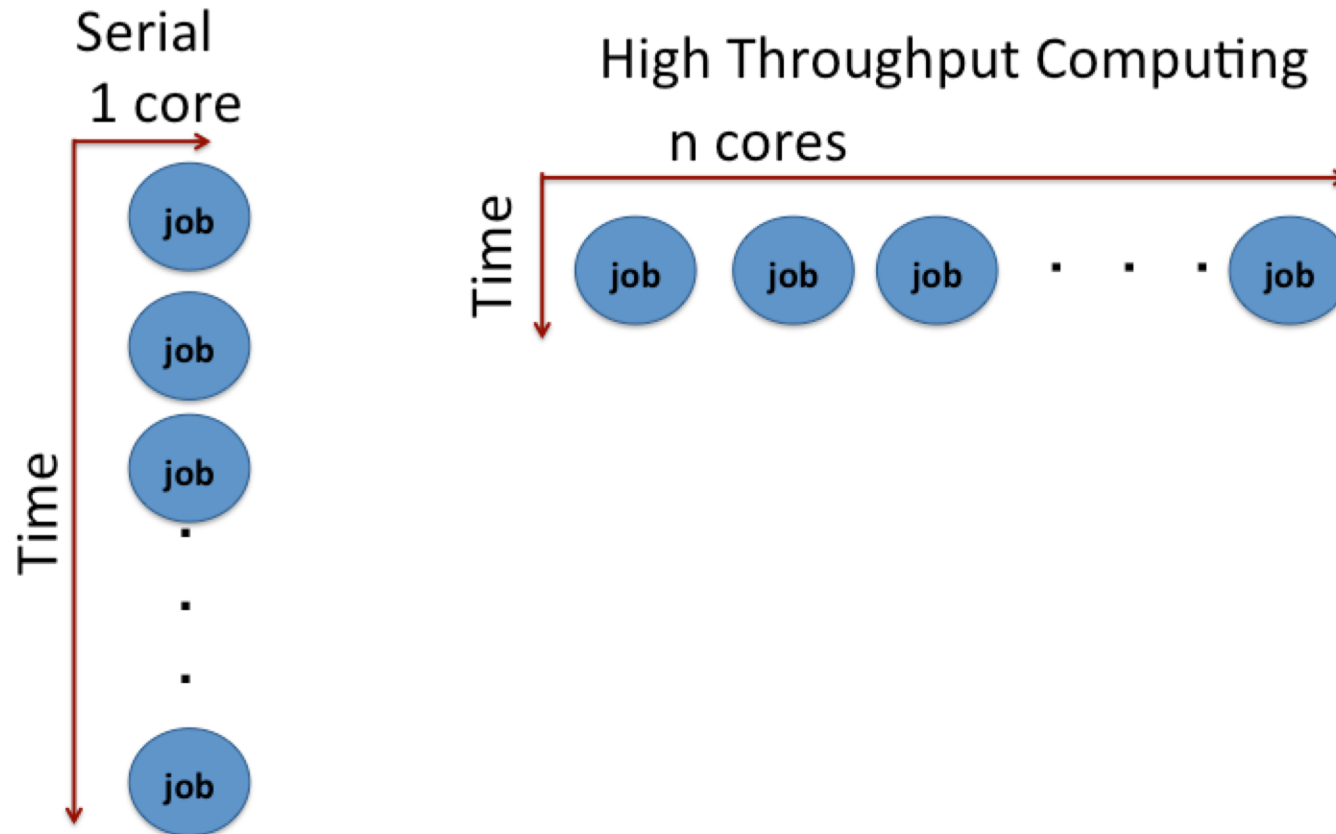 Serial
1 core
Time
job
job
job
.
.
.
job
High Throughput Computing
n cores
Time
job
job
job
. . .
job